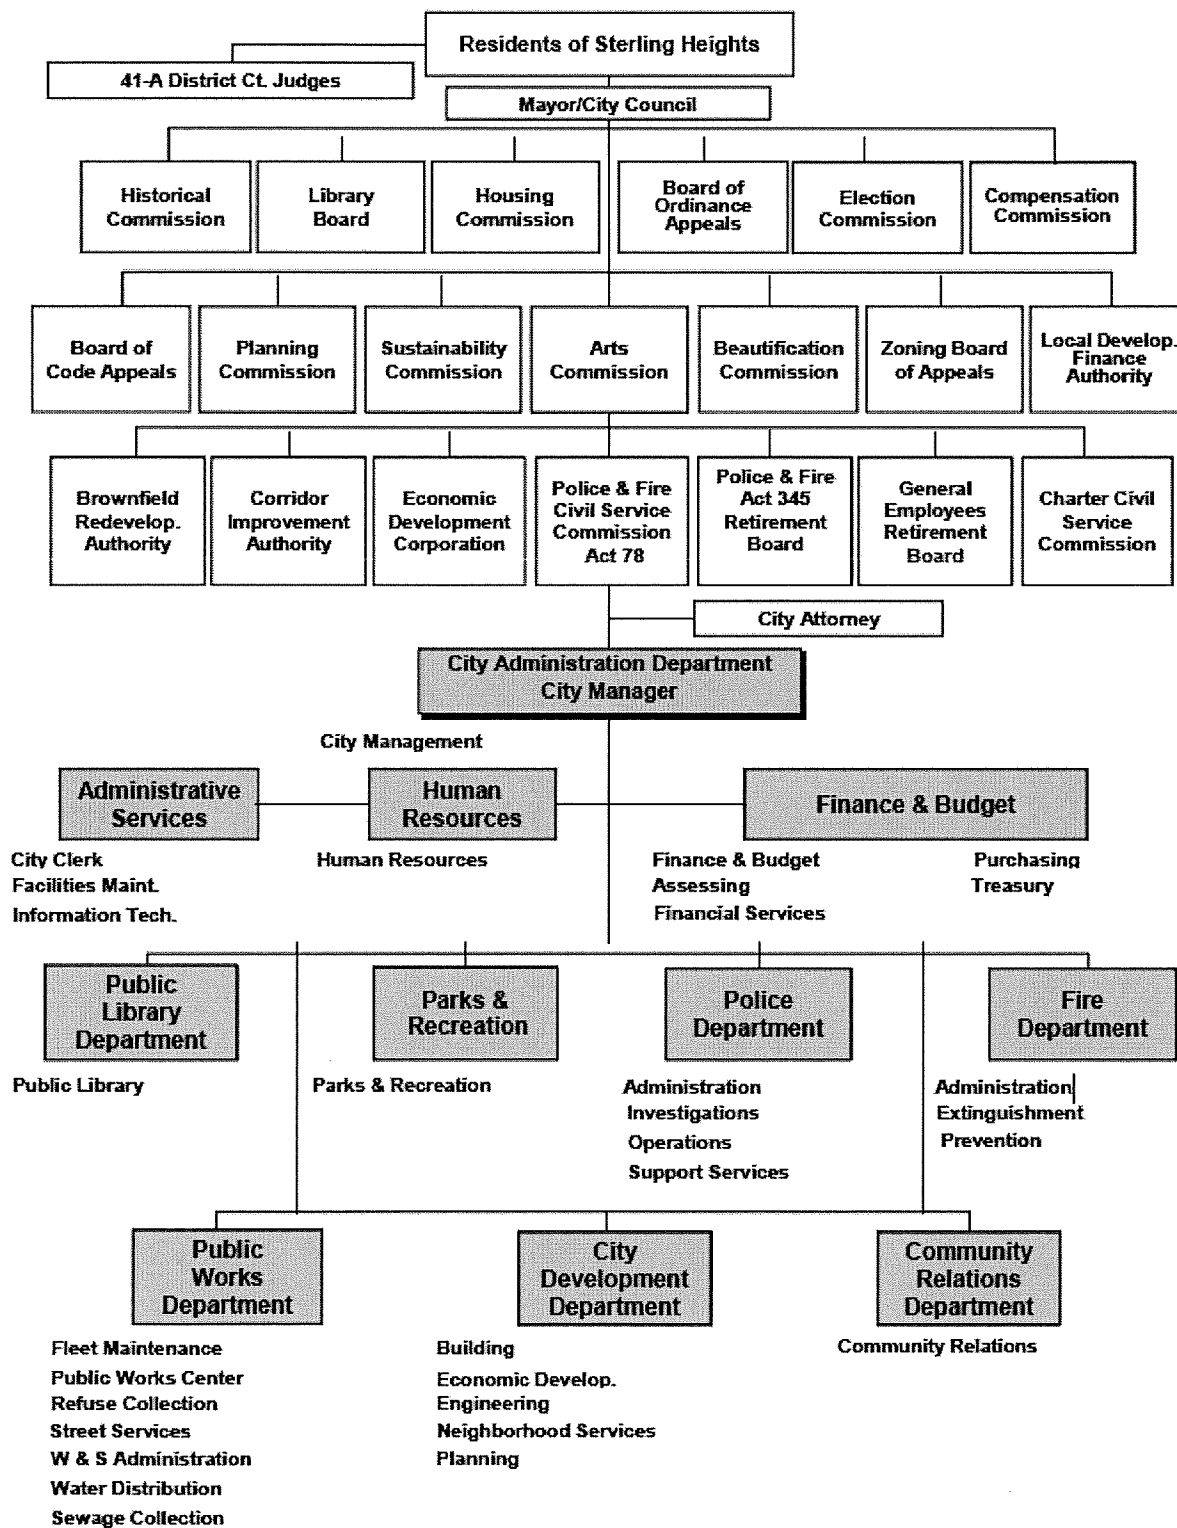 Residents of Sterling Heights
41-A District Ct. Judges
Mayor/City Council
Historical
Commission
Library
Board
Housing
Commission
Board of
Ordinance
Appeals
Election
Commission
Compensation
Commission
Board of
Code Appeals
Planning
Commission
Sustainability
Commission
Arts
Commission
Beautification
Commission
Zoning Board
of Appeals
Local Develop.
Finance
Authority
Brownfield
Redevelop.
Authority
Corridor
Improvement
Authority
Economic
Development
Corporation
Police & Fire
Civil Service
Commission
Act 78
Police & Fire
Act 345
Retirement
Board
General
Employees
Retirement
Board
Charter Civil
Service
Commission
City Attorney
City Administration Department
City Manager
City Management
Administrative
Services
Human
Resources
Finance & Budget
City Clerk
Facilities Maint.
Information Tech.
Human Resources
Finance & Budget
Assessing
Financial Services
Purchasing
Treasury
Public
Library
Department
Parks &
Recreation
Police
Department
Fire
Department
Public Library
Parks & Recreation
Administration
Investigations
Operations
Support Services
Administration
Extinguishment
Prevention
Public
Works
Department
City
Development
Department
Community
Relations
Department
Fleet Maintenance
Public Works Center
Refuse Collection
Street Services
W & S Administration
Water Distribution
Sewage Collection
Building
Economic Develop.
Engineering
Neighborhood Services
Planning
Community Relations